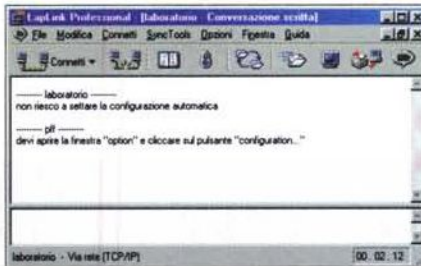 LapLink Professional - [laboratorio - Conversazione scritta]
File Modifica Connetti SyncTools Opzioni Finestra Guida
Connetti
-------- laboratorio --------
non riesco a settare la configurazione automatica
-------- plf --------
devi aprire la finestra "option" e cliccare sul pulsante "configuration..."
laboratorio - Via rete (TCP/IP)
00:02:12